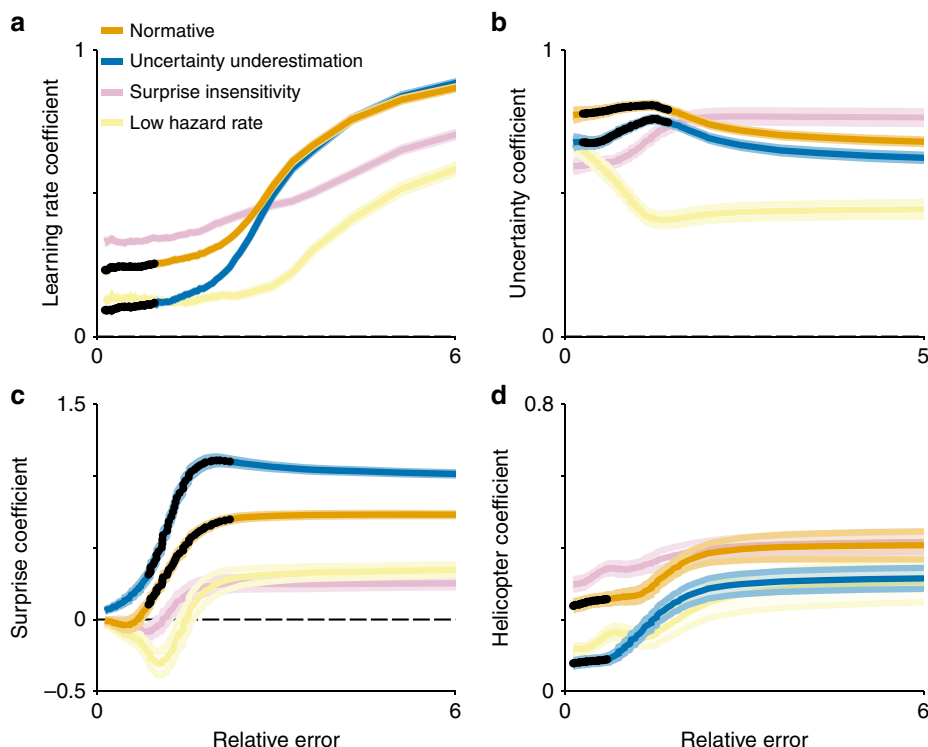 a
Normative
Uncertainty underestimation
Surprise insensitivity
Low hazard rate
Learning rate coefficient
1
0
0
6
b
Uncertainty coefficient
1
0
0
5
c
Surprise coefficient
1.5
0
–0.5
0
6
Relative error
d
Helicopter coefficient
0.8
0
0
6
Relative error